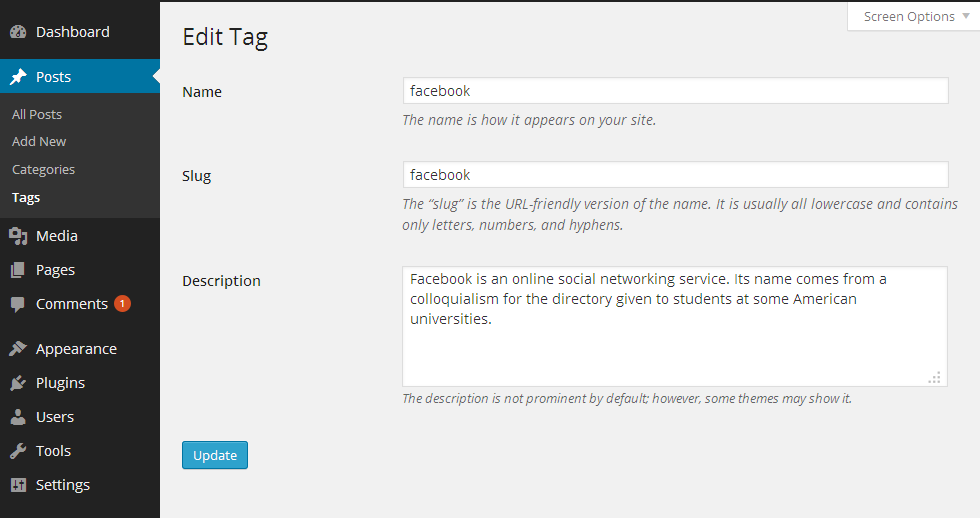 Screen Options
Dashboard
Posts
All Posts
Add New
Categories
Tags
Media
Pages
Comments 1
Appearance
Plugins
Users
Tools
Settings
Edit Tag
Name
facebook
The name is how it appears on your site.
Slug
facebook
The “slug” is the URL-friendly version of the name. It is usually all lowercase and contains
only letters, numbers, and hyphens.
Description
Facebook is an online social networking service. Its name comes from a
colloquialism for the directory given to students at some American
universities.
The description is not prominent by default; however, some themes may show it.
Update